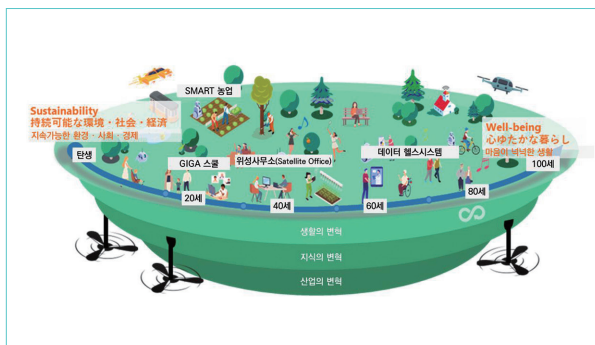 SMART 농업
Sustainability
持続可能な環境・社会・経済
지속가능한 환경·사회·경제
Well-being
心ゆたかな暮らし
마음이 넉넉한 생활
탄생
GIGA 스쿨
위성사무소(Satellite Office)
데이터 헬스시스템
100세
20세
40세
60세
80세
생활의 변혁
지식의 변혁
산업의 변혁